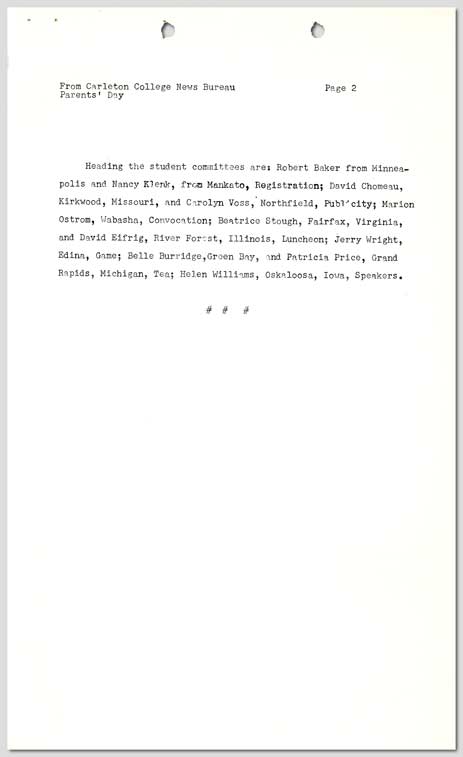 From Carleton College News Bureau Page 2
Parents' Day
Heading the student committees are: Robert Baker from Minnea-
polis and Nancy Klenk, from Mankato, Registration; David Chomeau,
Kirkwood, Missouri, and Carolyn Voss, Northfield, Publicity; Marion
Ostrom, Wabasha, Convocation; Beatrice Stough, Fairfax, Virginia,
and David Eifrig, River Forest, Illinois, Luncheon; Jerry Wright,
Edina, Game; Belle Burridge,Green Bay, and Patricia Price, Grand
Rapids, Michigan, Tea; Helen Williams, Oskaloosa, Iowa, Speakers.
# # #